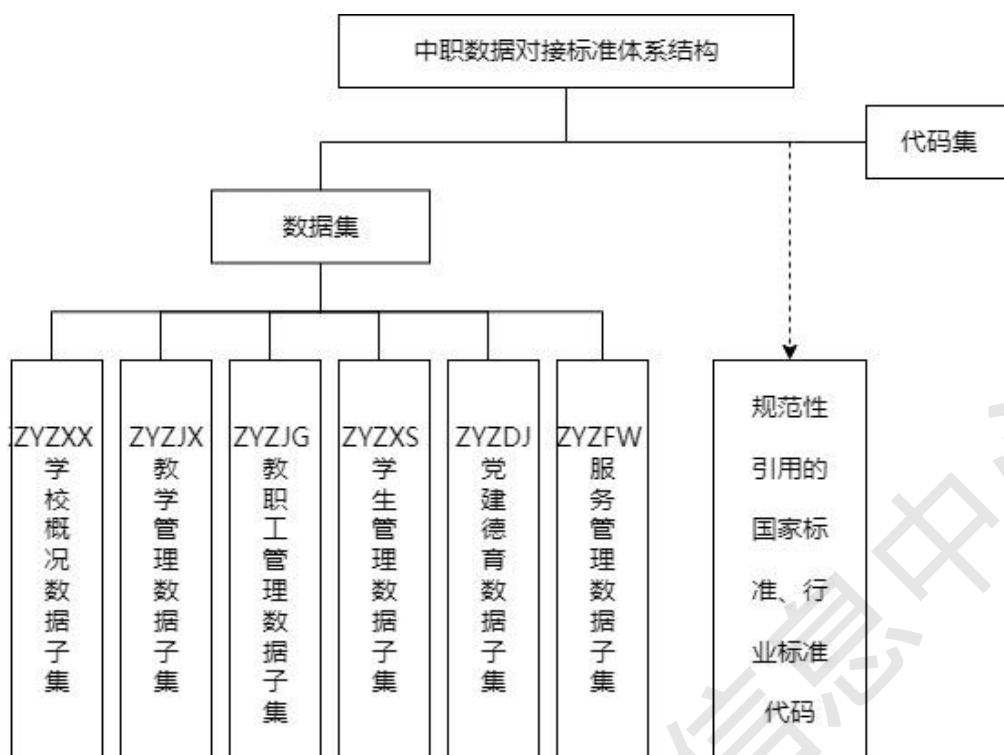 中职数据对接标准体系结构
代码集
数据集
ZYZXX
学校概况数据子集
ZYZJX
教学管理数据子集
ZYZJG
教职工管理数据子集
ZYZXS
学生管理数据子集
ZYZDJ
党建德育数据子集
ZYZFW
服务管理数据子集
规范性
引用的
国家标
准、行
业标准
代码
信息中